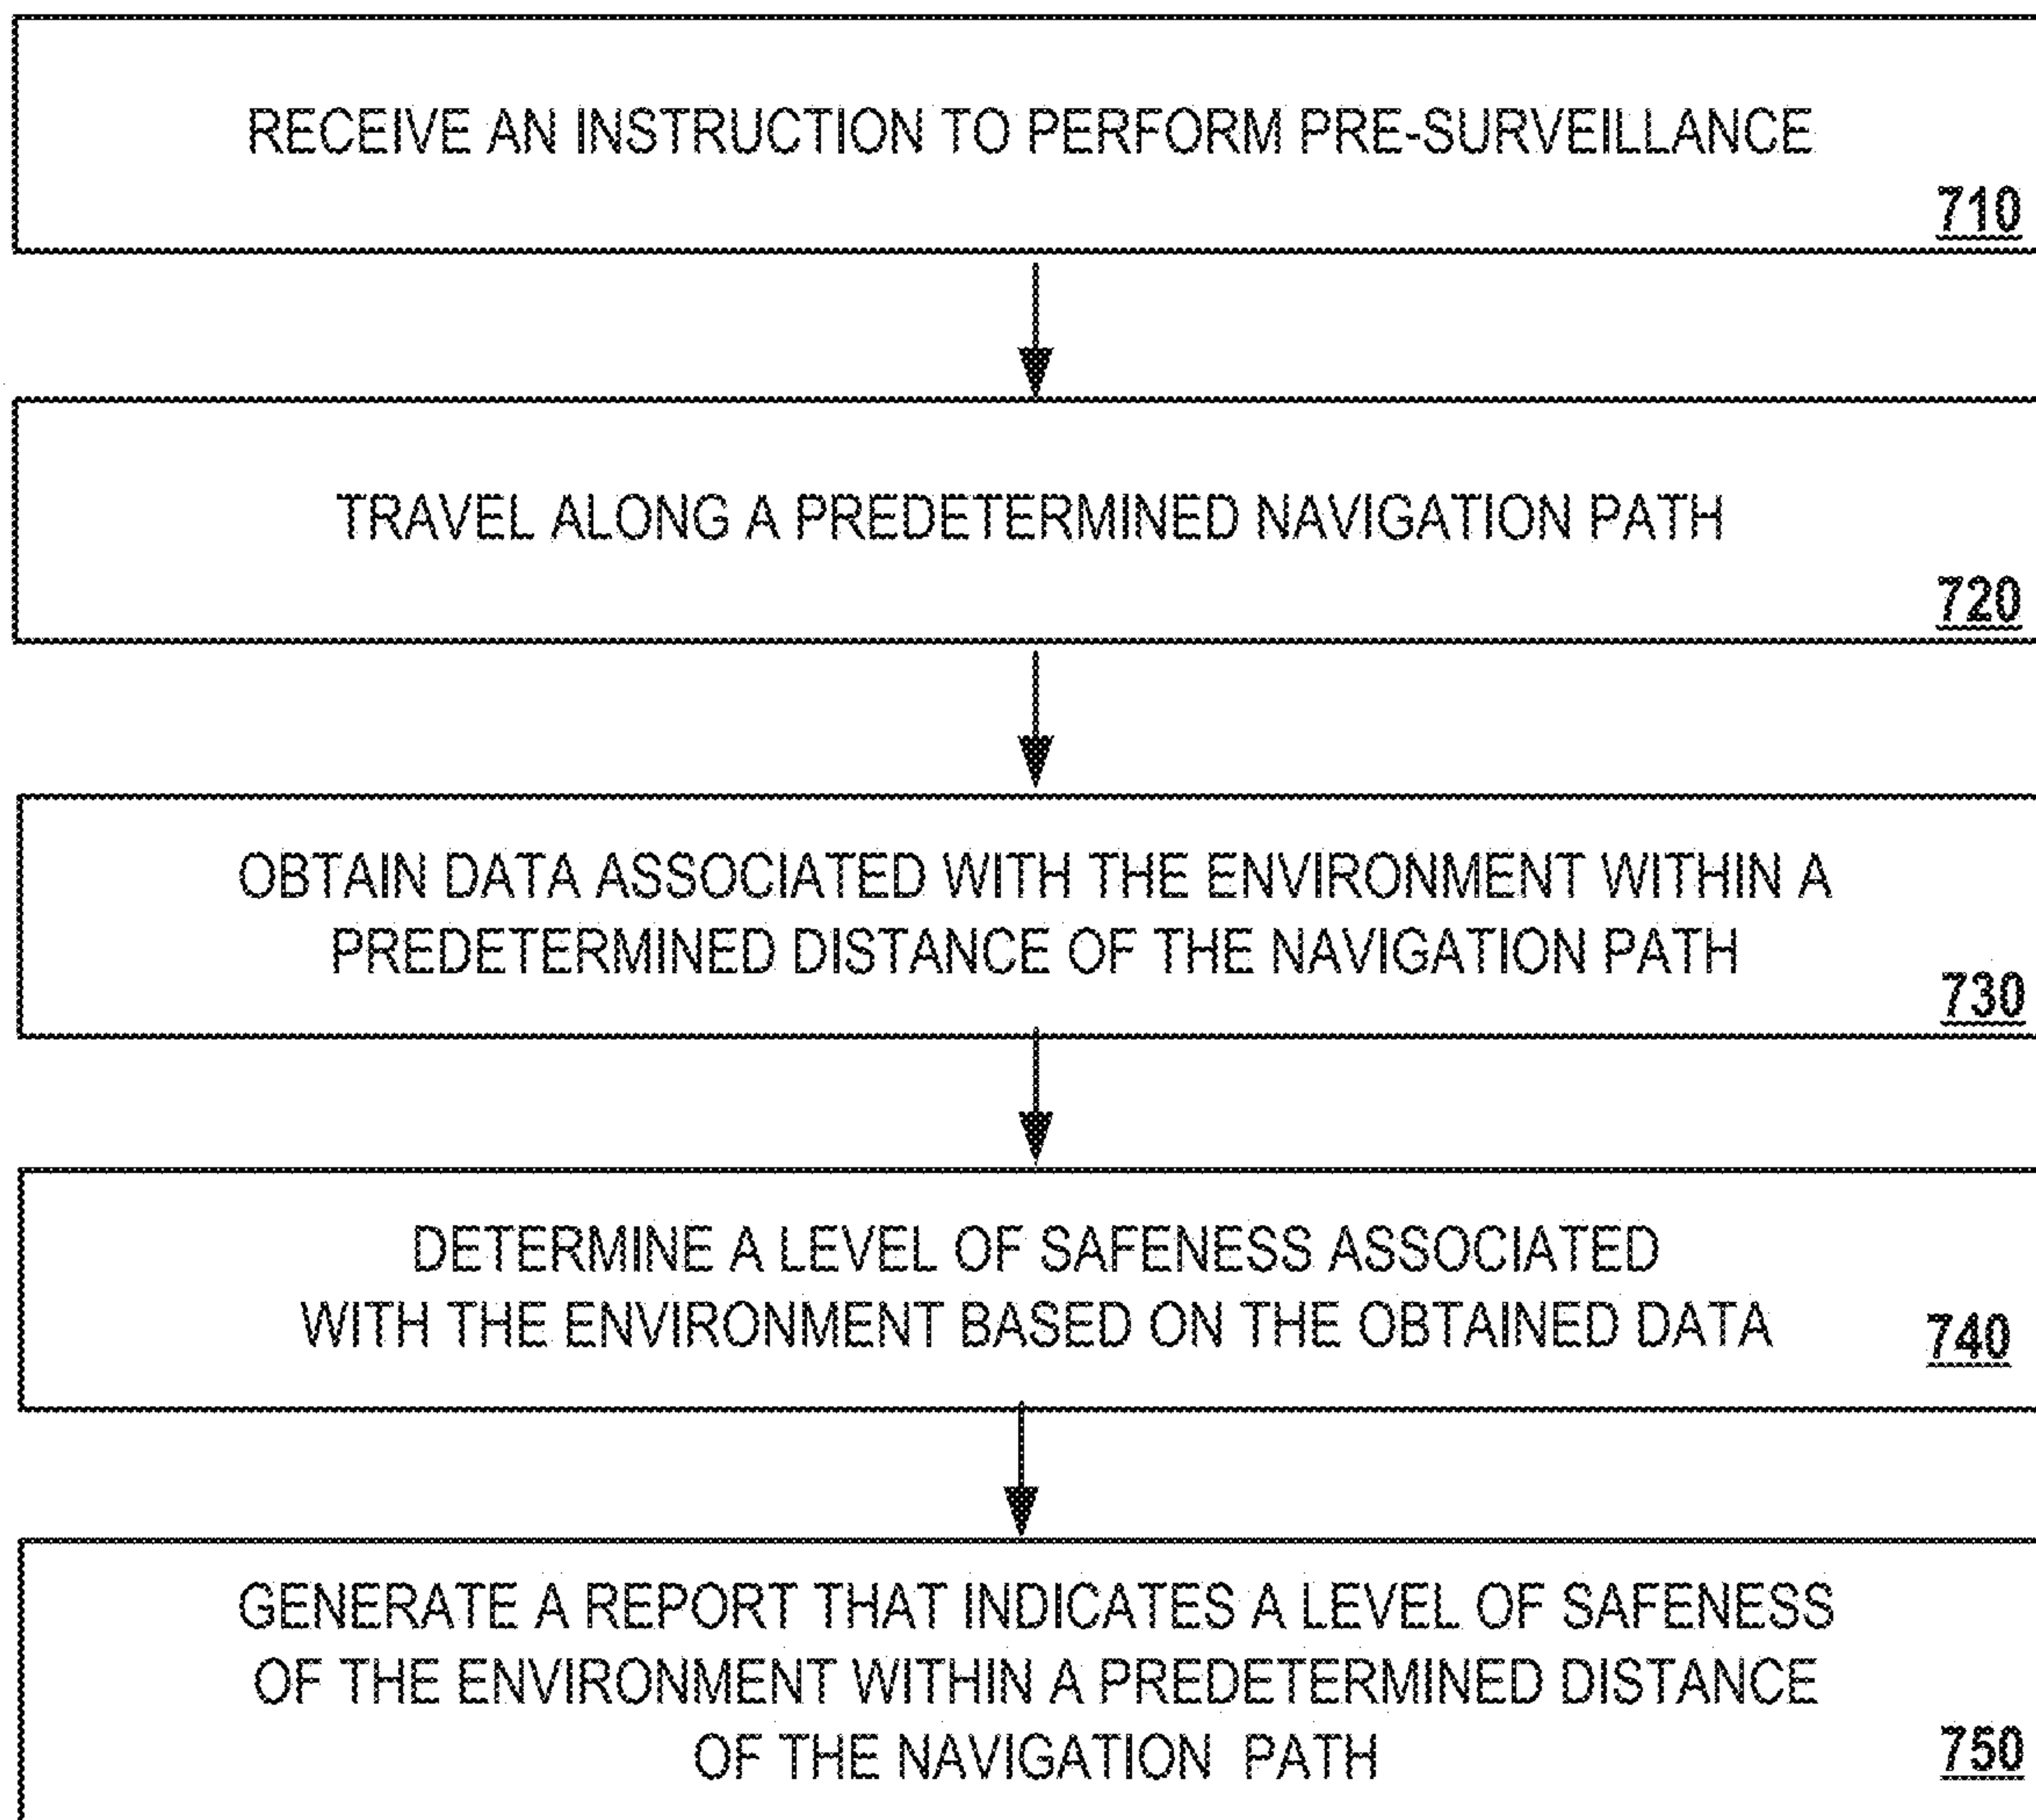 RECEIVE AN INSTRUCTION TO PERFORM PRE-SURVEILLANCE
710
TRAVEL ALONG A PREDETERMINED NAVIGATION PATH
720
OBTAIN DATA ASSOCIATED WITH THE ENVIRONMENT WITHIN A
PREDETERMINED DISTANCE OF THE NAVIGATION PATH
730
DETERMINE A LEVEL OF SAFENESS ASSOCIATED
WITH THE ENVIRONMENT BASED ON THE OBTAINED DATA
740
GENERATE A REPORT THAT INDICATES A LEVEL OF SAFENESS
OF THE ENVIRONMENT WITHIN A PREDETERMINED DISTANCE
OF THE NAVIGATION PATH
750